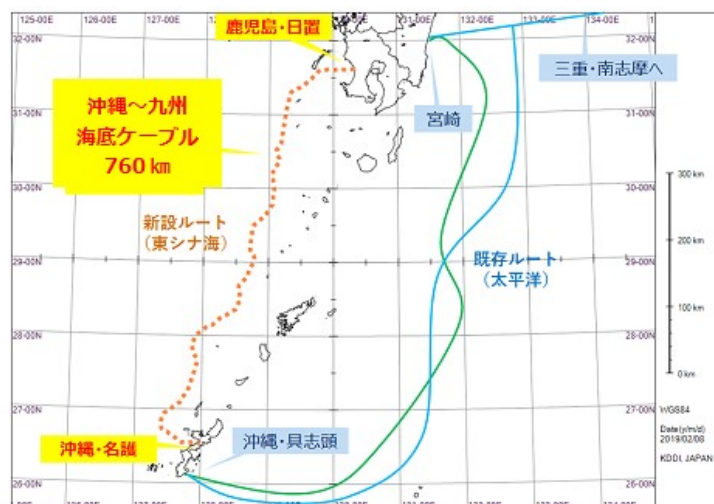 125-00E
127-00E
131-00E
132-00E
133-00E
134-00E
鹿児島・日置
32-00N
32-00N
三重・南志摩へ
沖縄～九州
海底ケーブル
760 km
31-00N
31-00N
宮崎
30-00N
30-00N
300 km
新設ルート
(東シナ海)
200 km
既存ルート
(太平洋)
29-00N
29-00N
100 km
28-00N
28-00N
0 km
27-00N
27-00N
WGS84
Date(y/m/d)
2019/02/08
KDDI, JAPAN
沖縄・名護
沖縄・具志頭
26-00N
26-00N